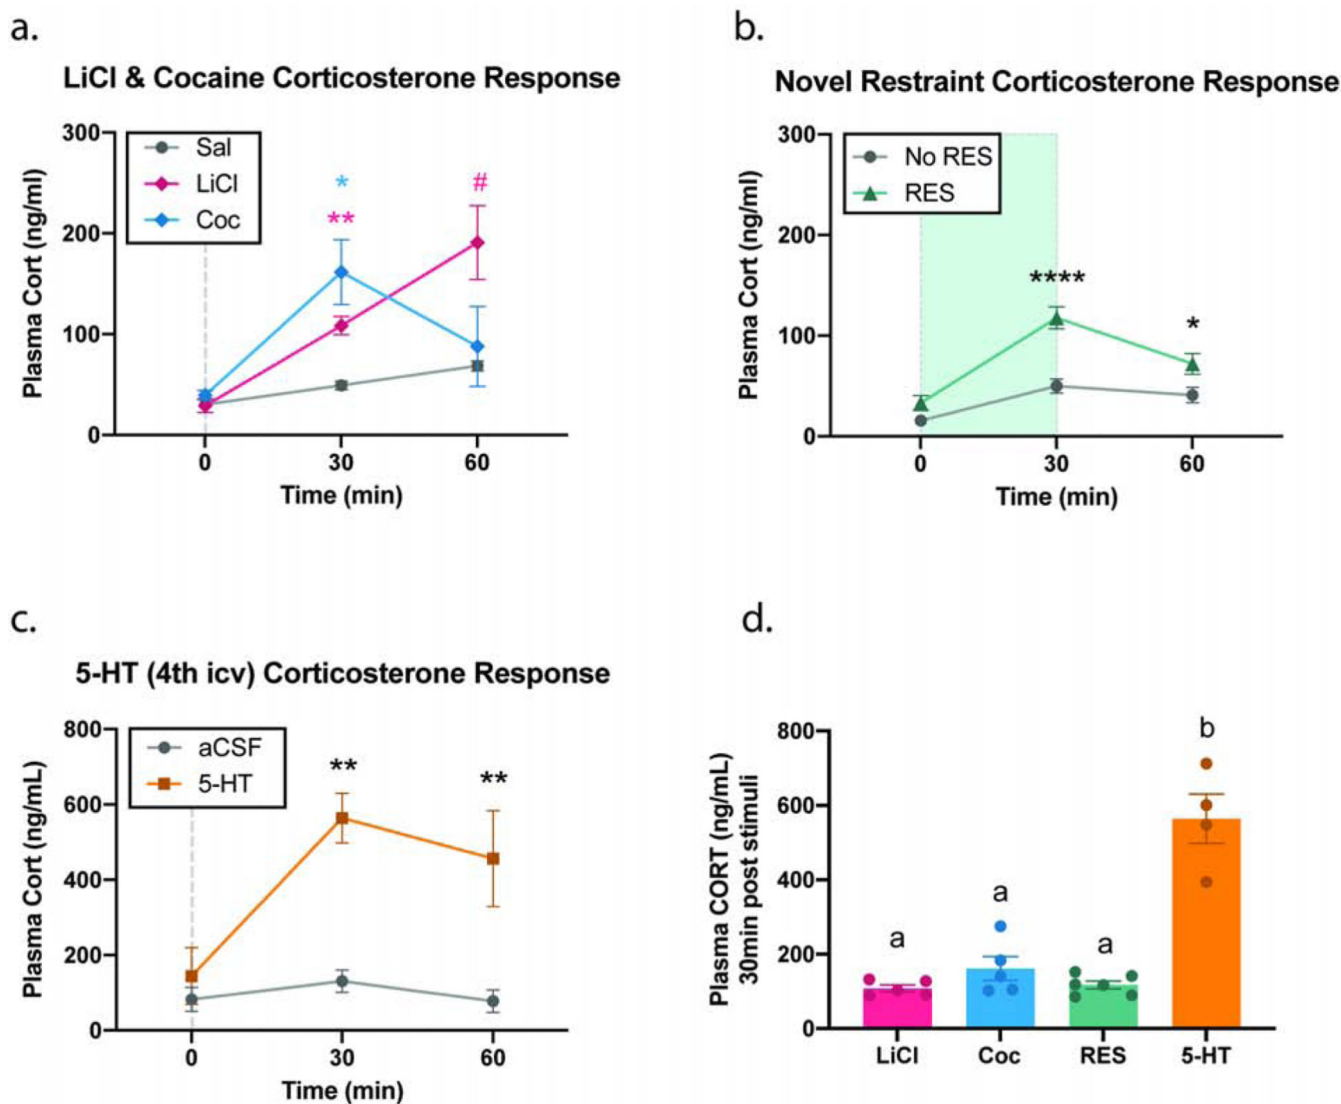 a.
LiCl & Cocaine Corticosterone Response
Plasma Cort (ng/ml)
300
200
100
0
Sal
LiCl
Coc
*
**
#
0 30 60
Time (min)
b.
Novel Restraint Corticosterone Response
Plasma Cort (ng/ml)
300
200
100
0
No RES
RES
****
*
0 30 60
Time (min)
c.
5-HT (4th icv) Corticosterone Response
Plasma Cort (ng/mL)
800
600
400
200
0
aCSF
5-HT
**
**
0 30 60
Time (min)
d.
Plasma CORT (ng/mL)
30min post stimuli
800
600
400
200
0
a
a
a
b
LiCl Coc RES 5-HT